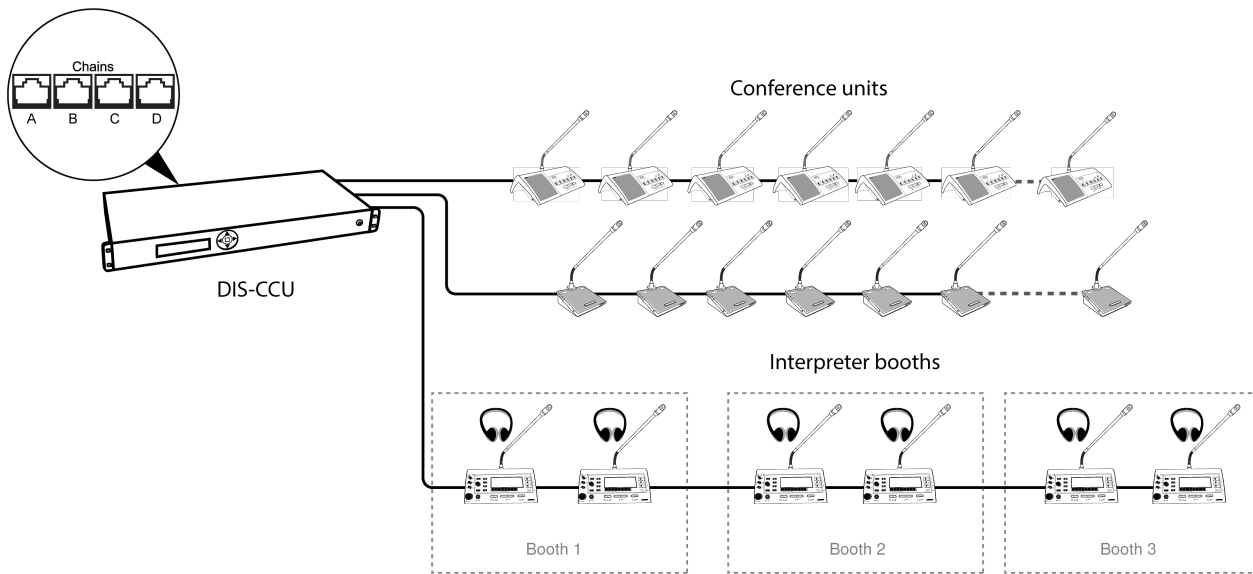 Chains
A B C D
Conference units
DIS-CCU
Interpreter booths
Booth 1
Booth 2
Booth 3